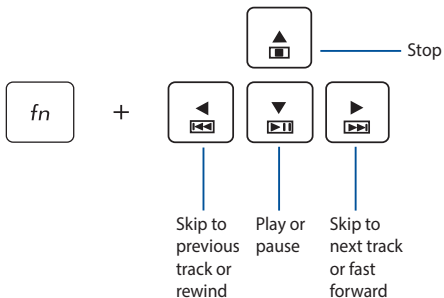 Stop
fn
+
Skip to
previous
track or
rewind
Play or
pause
Skip to
next track
or fast
forward